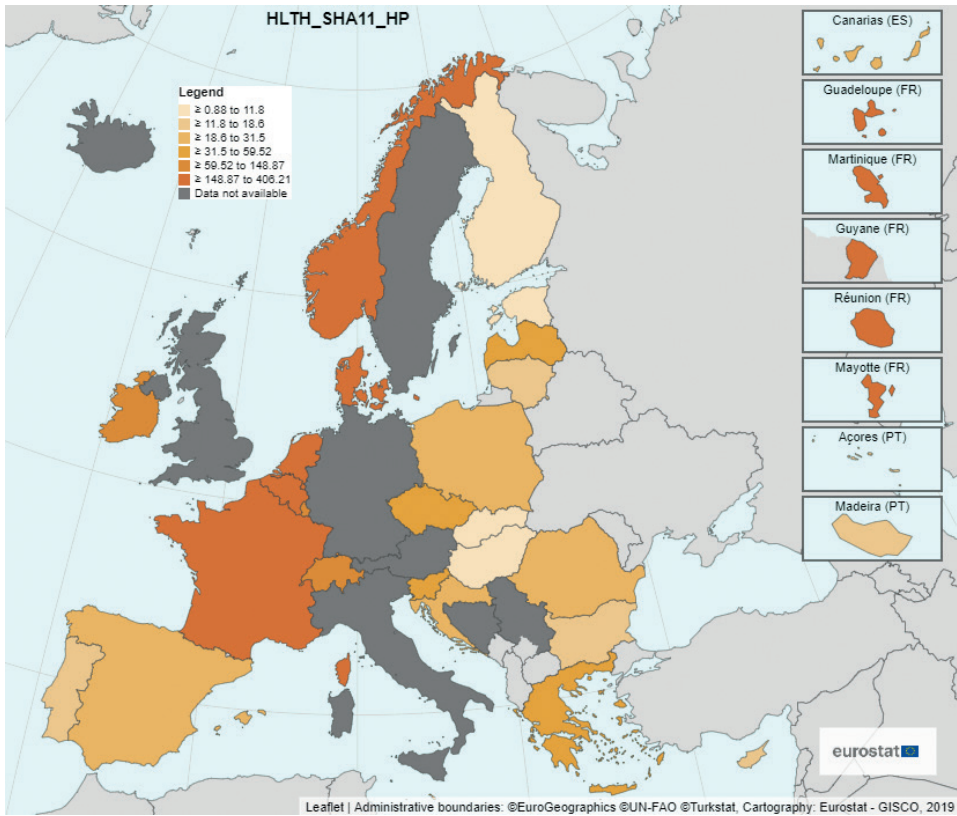 HLTH_SHA11_HP
Legend
≥ 0.88 to 11.8
≥ 11.8 to 18.6
≥ 18.6 to 31.5
≥ 31.5 to 59.52
≥ 59.52 to 148.87
≥ 148.87 to 406.21
Data not available
Canarias (ES)
Guadeloupe (FR)
Martinique (FR)
Guyane (FR)
Réunion (FR)
Mayotte (FR)
Açores (PT)
Madeira (PT)
eurostat
Leaflet | Administrative boundaries: ©EuroGeographics ©UN-FAO ©Turkstat, Cartography: Eurostat - GISCO, 2019